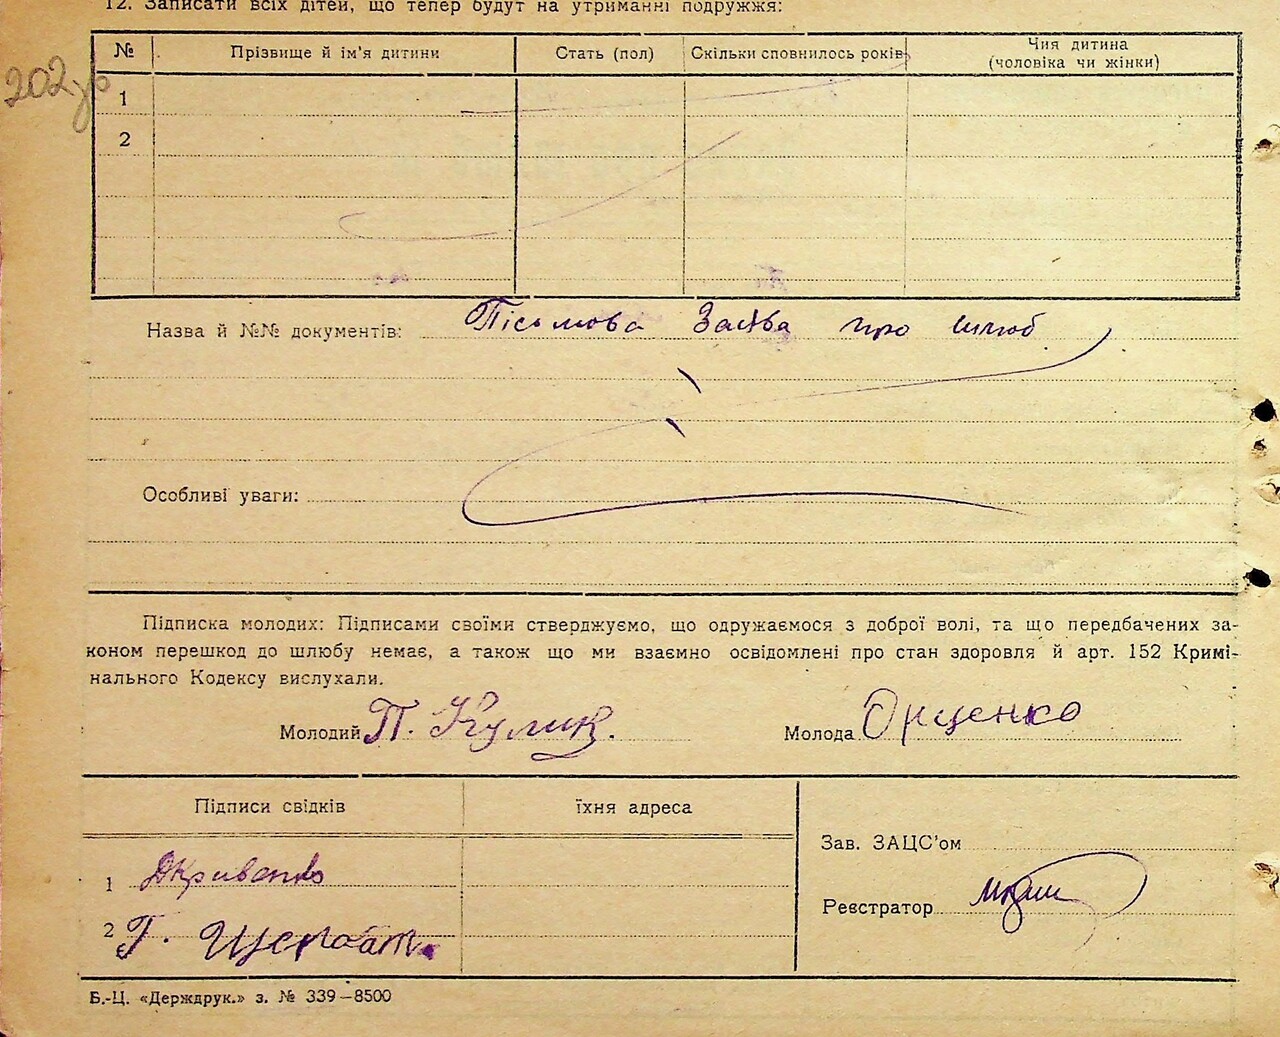 12. Записати всіх дітей, що тепер будут на утриманні подружжя:
№ Прізвище й ім'я дитини Стать (пол) Скільки сповнилось років Чия дитина
(чоловіка чи жінки)
202
1
2
Назва й №№ документів: Пісьмова Заява про шлюб
Особливі уваги:
Підписка молодих: Підписами своїми стверджуємо, що одружаємося з доброї волі, та що передбачених за-
коном перешкод до шлюбу немає, а також що ми взаємно освідомлені про стан здоровля й арт. 152 Кримі-
нального Кодексу вислухали.
Молодий П. Кулик. Молода
Підписи свідків їхня адреса
Зав. ЗАЦС'ом
1 Дкривенко
Реєстратор
2 Г.
Б.-Ц. «Держдрук.» з. № 339—8500